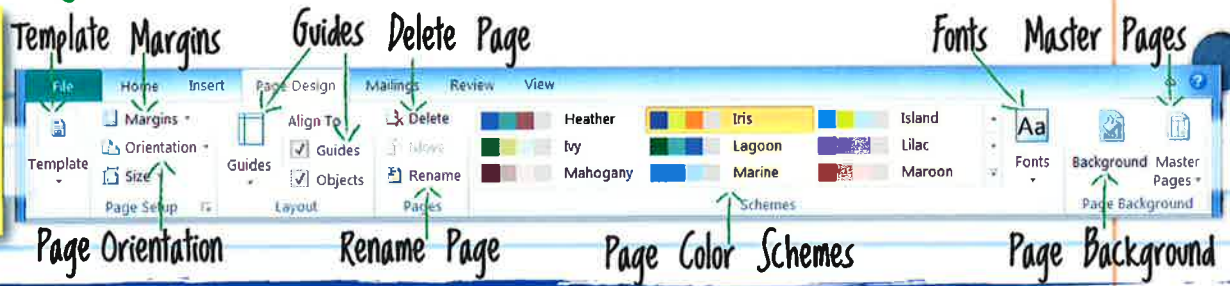 Template Margins Guides Delete Page Fonts Master Pages
File Home Insert Page Design Mailings Review View
Margins Align To Delete Heather Iris Island
Orientation Guides Move Ivy Lagoon Lilac
Template Guides Fonts Background Master Pages
Size Objects Rename Mahogany Marine Maroon
Aa
Page Setup Layout Pages Schemes Page Background
Page Orientation Rename Page Page Color Schemes Page Background